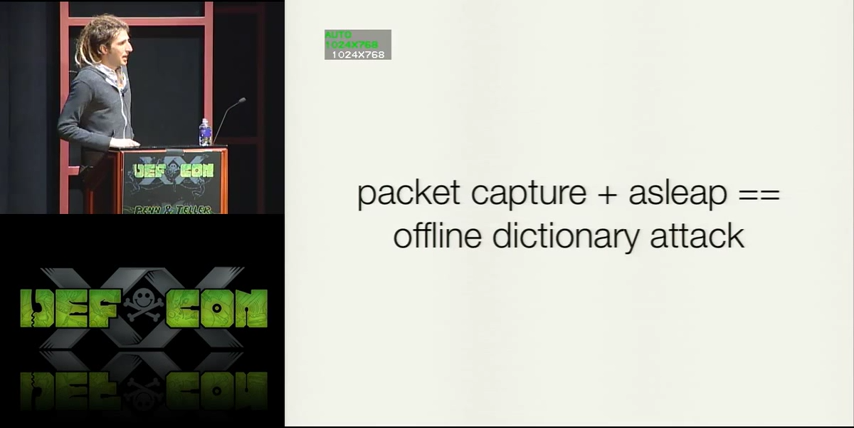 AUTO
1024X768
1024X768
packet capture + asleap ==
offline dictionary attack
DEF CON
PENN & TELLER
DEF CON